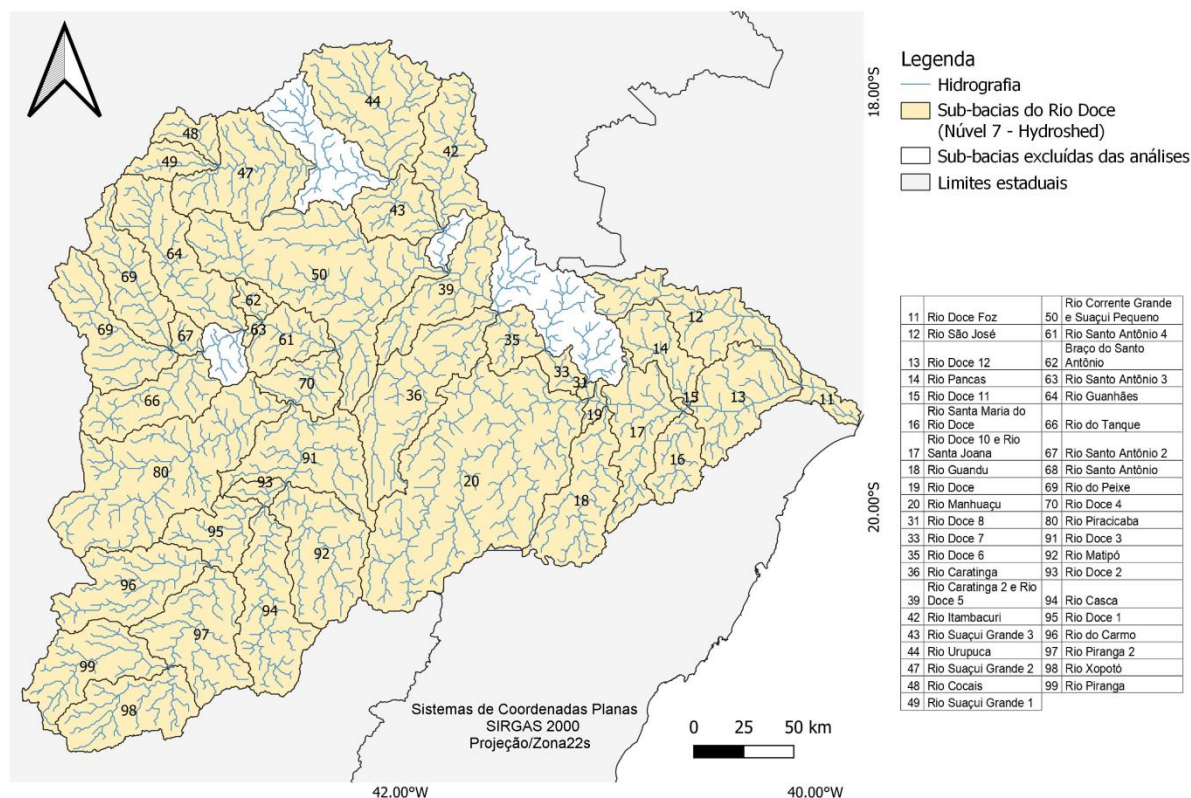 44
48
49
47
42
43
64
69
50
39
62
63
69
67
61
12
35
14
33
70
31
36
66
15
13
11
19
17
16
91
80
20
18
93
95
92
96
94
97
99
98
Sistemas de Coordenadas Planas
SIRGAS 2000
Projeção/Zona22s
0 25 50 km
42.00°W 40.00°W
18.00°S
20.00°S
Legenda
Hidrografia
Sub-bacias do Rio Doce
(Núvel 7 - Hydroshed)
Sub-bacias excluídas das análises
Limites estaduais
11 Rio Doce Foz 50 Rio Corrente Grande
e Suaçui Pequeno
12 Rio São José 61 Rio Santo Antônio 4
13 Rio Doce 12 62 Braço do Santo
Antônio
14 Rio Pancas 63 Rio Santo Antônio 3
15 Rio Doce 11 64 Rio Guanhães
16 Rio Santa Maria do
Rio Doce 66 Rio do Tanque
17 Rio Doce 10 e Rio
Santa Joana 67 Rio Santo Antônio 2
18 Rio Guandu 68 Rio Santo Antônio
19 Rio Doce 69 Rio do Peixe
20 Rio Manhuaçu 70 Rio Doce 4
31 Rio Doce 8 80 Rio Piracicaba
33 Rio Doce 7 91 Rio Doce 3
35 Rio Doce 6 92 Rio Matipó
36 Rio Caratinga 93 Rio Doce 2
39 Rio Caratinga 2 e Rio
Doce 5 94 Rio Casca
42 Rio Itambacuri 95 Rio Doce 1
43 Rio Suaçui Grande 3 96 Rio do Carmo
44 Rio Urupuca 97 Rio Piranga 2
47 Rio Suaçui Grande 2 98 Rio Xopotó
48 Rio Cocais 99 Rio Piranga
49 Rio Suaçui Grande 1